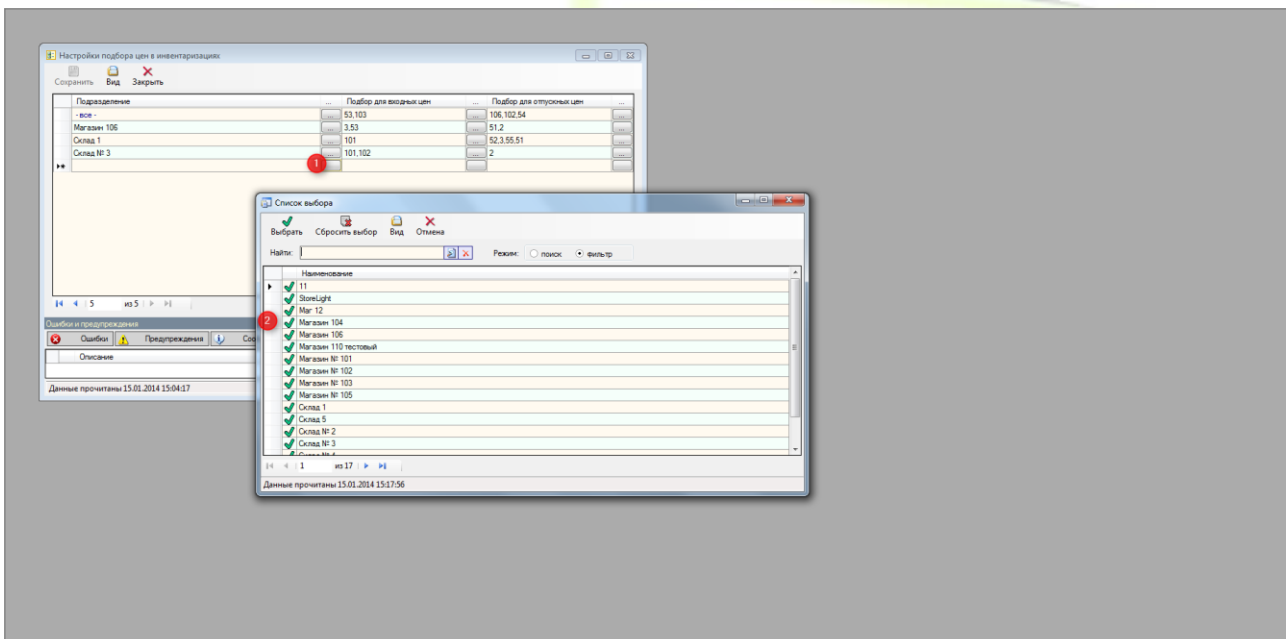 Настройки подбора цен в инвентаризациях
Сохранить Вид Закрыть
Подразделение ... Подбор для входных цен ... Подбор для отпускных цен ...
- все - ... 53,103 ... 106,102,54 ...
Магазин 106 ... 3,53 ... 51,2 ...
Склад 1 ... 101 ... 52,3,55,51 ...
Склад № 3 ... 101,102 ... 2 ...
1
5 из 5
Ошибки и предупреждения
Ошибки Предупреждения
Описание
Данные прочитаны 15.01.2014 15:04:17
Список выбора
Выбрать Сбросить выбор Вид Отмена
Найти: Режим: поиск фильтр
Наименование
11
StoreLight
Маг 12
2
Магазин 104
Магазин 106
Магазин 110 тестовый
Магазин № 101
Магазин № 102
Магазин № 103
Магазин № 105
Склад 1
Склад 5
Склад № 2
Склад № 3
1 из 17
Данные прочитаны 15.01.2014 15:17:56